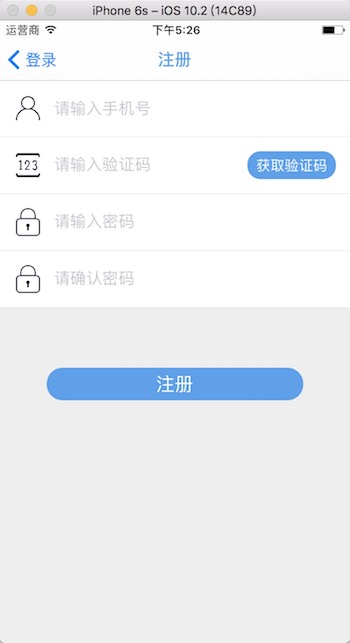 iPhone 6s – iOS 10.2 (14C89)
运营商 下午5:26
登录 注册
请输入手机号
123 请输入验证码 获取验证码
请输入密码
请确认密码
注册